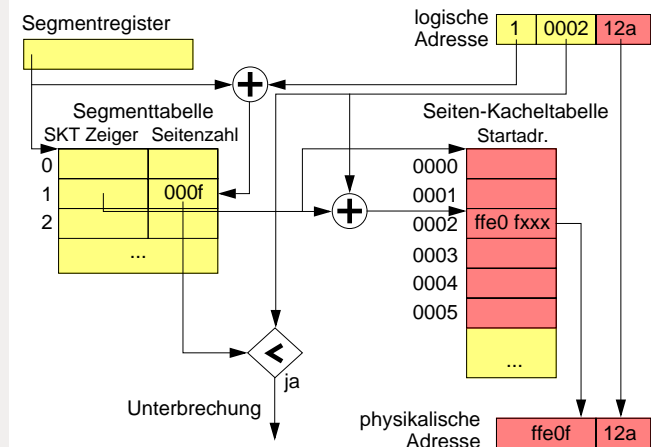 Segmentregister
logische
Adresse
1 0002 12a
Segmenttabelle
SKT Zeiger Seitenzahl
0
1 000f
2
...
Seiten-Kacheltabelle
Startadr.
0000
0001
0002 ffe0 fxxx
0003
0004
0005
...
<
ja
Unterbrechung
physikalische
Adresse
ffe0f 12a